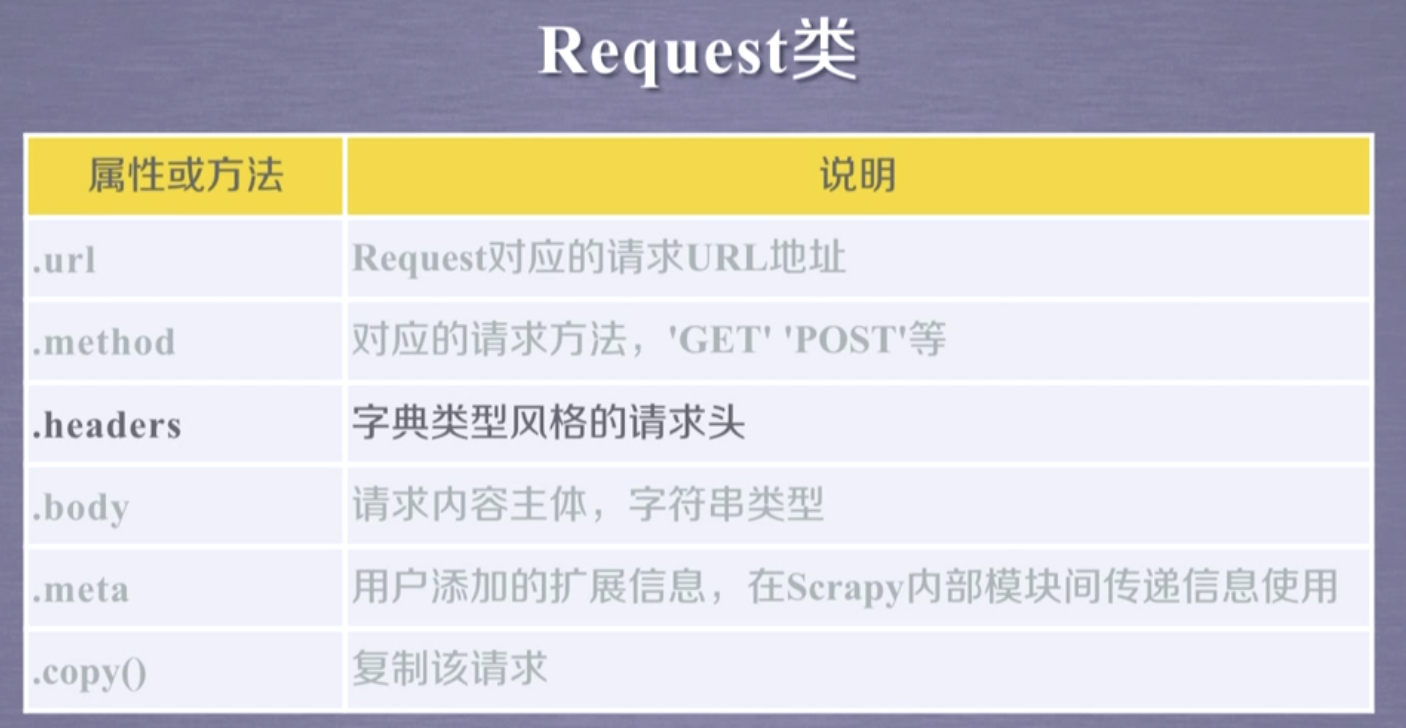 Request类
属性或方法 说明
.url Request对应的请求URL地址
.method 对应的请求方法，'GET' 'POST'等
.headers 字典类型风格的请求头
.body 请求内容主体，字符串类型
.meta 用户添加的扩展信息，在Scrapy内部模块间传递信息使用
.copy() 复制该请求